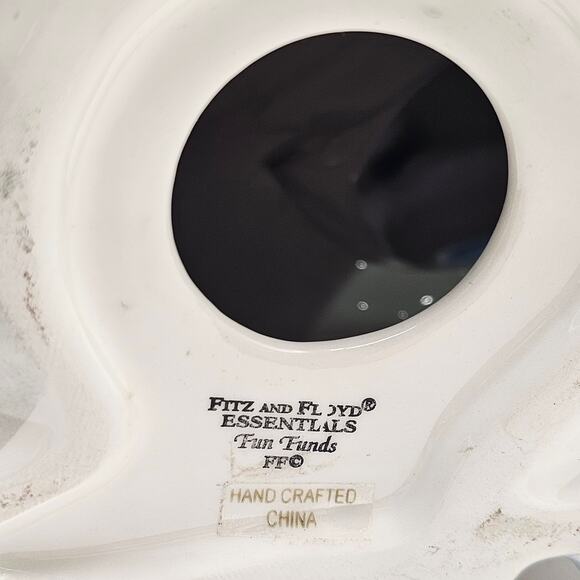 FITZ AND FLOYD®
ESSENTIALS
Fun Funds
FF©
HAND CRAFTED
CHINA